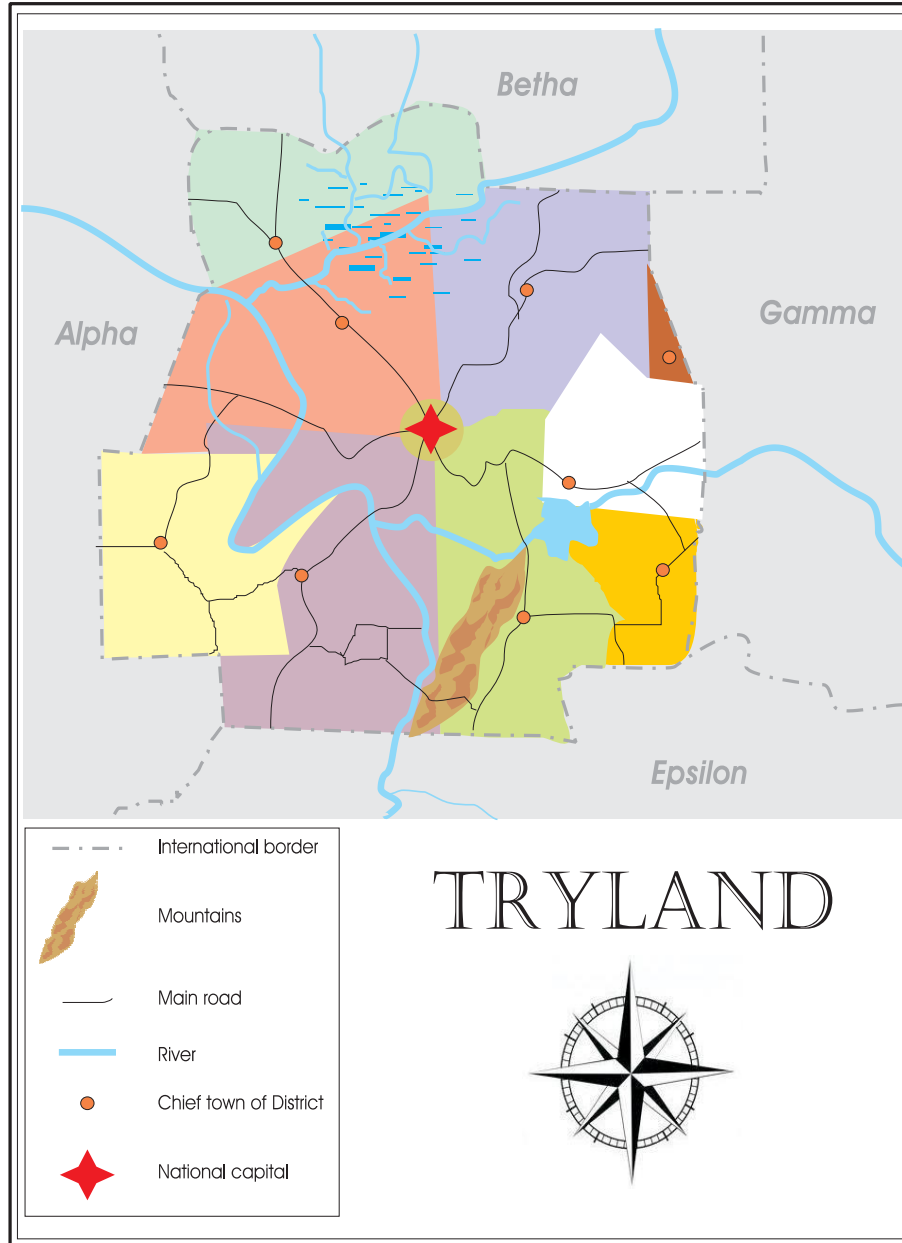 Betha
Gamma
Alpha
Epsilon
International border
Mountains
Main road
River
Chief town of District
National capital
TRYLAND